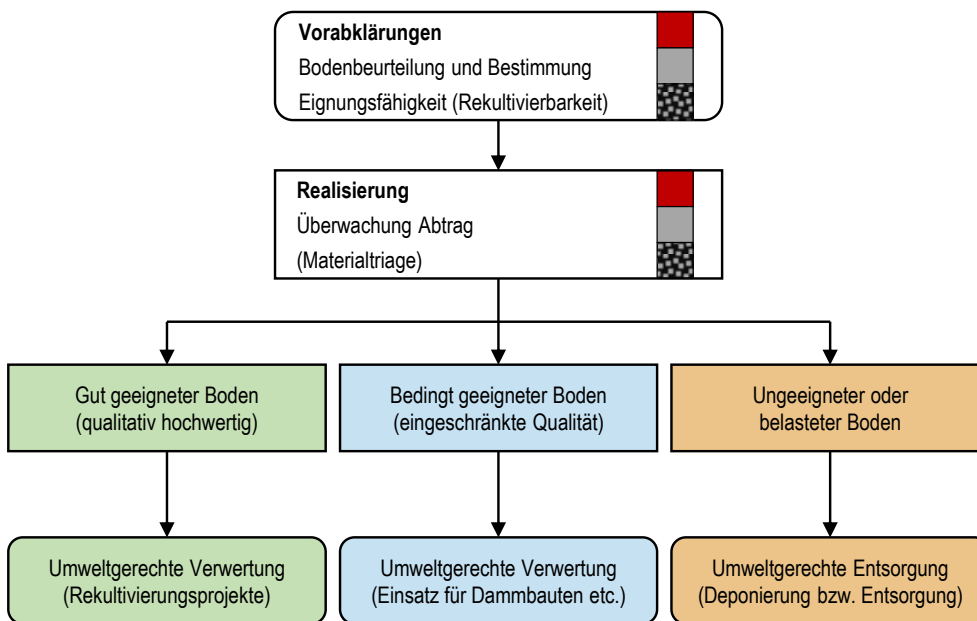 Vorabklärungen
Bodenbeurteilung und Bestimmung
Eignungsfähigkeit (Rekultivierbarkeit)
Realisierung
Überwachung Abtrag
(Materialtriage)
Gut geeigneter Boden
(qualitativ hochwertig)
Bedingt geeigneter Boden
(eingeschränkte Qualität)
Ungeeigneter oder
belasteter Boden
Umweltgerechte Verwertung
(Rekultivierungsprojekte)
Umweltgerechte Verwertung
(Einsatz für Dammbauten etc.)
Umweltgerechte Entsorgung
(Deponierung bzw. Entsorgung)